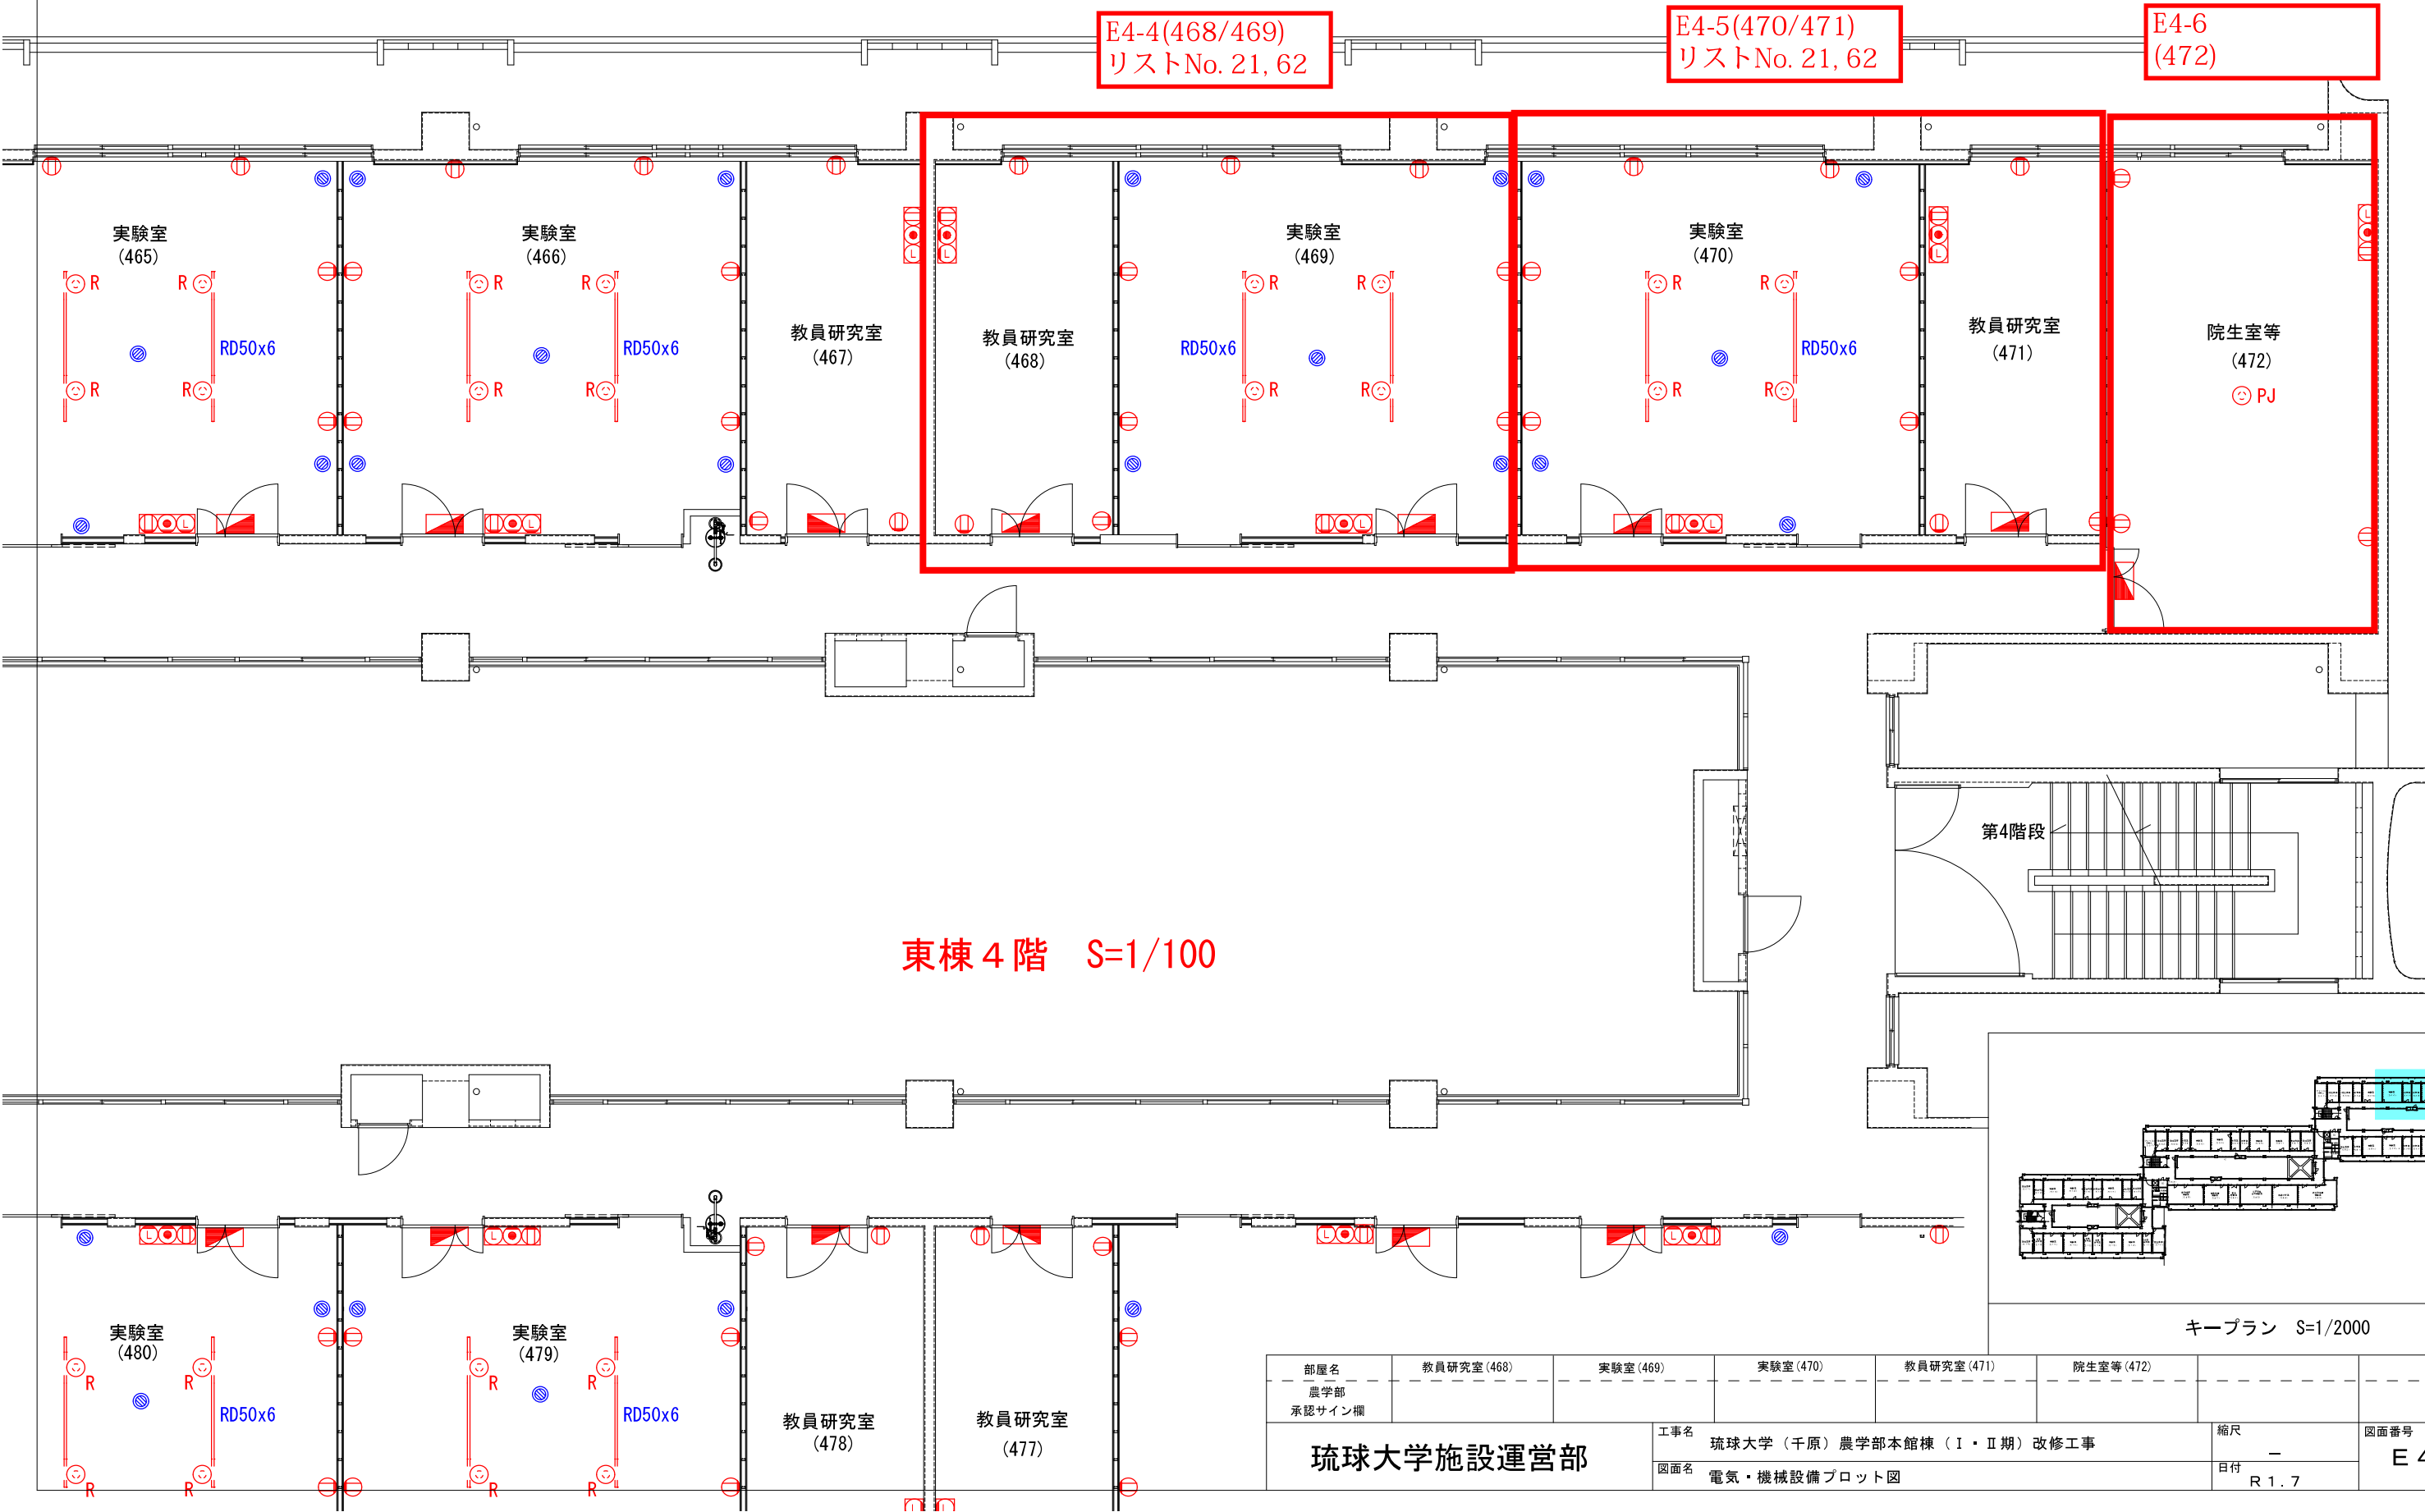 E4-4(468/469)
リストNo. 21, 62
E4-5(470/471)
リストNo. 21, 62
E4-6
(472)
実験室
(465)
R
R
R
R
RD50x6
実験室
(466)
R
R
R
R
RD50x6
教員研究室
(467)
L
教員研究室
(468)
L
実験室
(469)
R
R
R
R
RD50x6
実験室
(470)
R
R
R
R
RD50x6
教員研究室
(471)
L
院生室等
(472)
PJ
L
L
L
L
L
第4階段
東棟４階　S=1/100
L
L
L
L
実験室
(480)
R
R
R
R
RD50x6
実験室
(479)
R
R
R
R
RD50x6
教員研究室
(478)
L
教員研究室
(477)
L
キープラン　S=1/2000
部屋名
教員研究室(468)
実験室(469)
実験室(470)
教員研究室(471)
院生室等(472)
農学部
承認サイン欄
琉球大学施設運営部
工事名
琉球大学（千原）農学部本館棟（Ⅰ・Ⅱ期）改修工事
図面名
電気・機械設備プロット図
縮尺
－
日付
Ｒ１．７
図面番号
Ｅ４